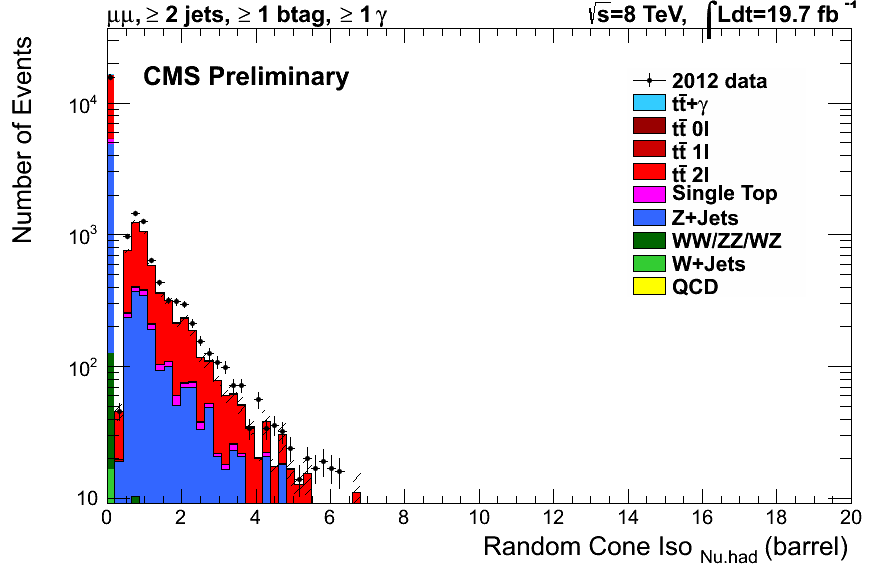 μμ, ≥ 2 jets, ≥ 1 btag, ≥ 1 γ
√s=8 TeV, ∫Ldt=19.7 fb⁻¹
CMS Preliminary
2012 data
tt̄+γ
tt̄ 0l
tt̄ 1l
tt̄ 2l
Single Top
Z+Jets
WW/ZZ/WZ
W+Jets
QCD
Number of Events
10⁴
10³
10²
10
0 2 4 6 8 10 12 14 16 18 20
Random Cone Iso Nu.had (barrel)